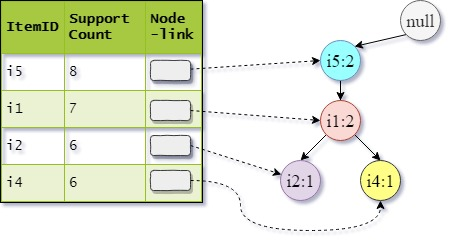 ItemID Support Count Node -link
i5 8
i1 7
i2 6
i4 6
null
i5:2
i1:2
i2:1 i4:1